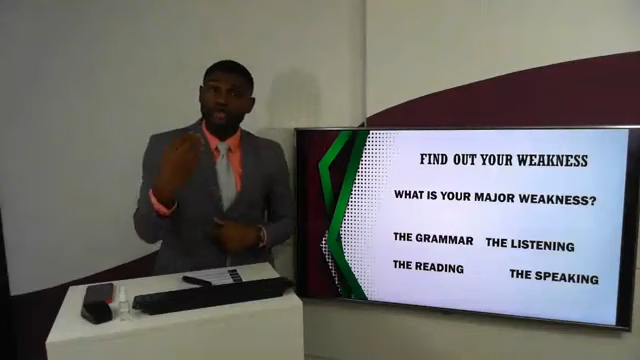 FIND OUT YOUR WEAKNESS
WHAT IS YOUR MAJOR WEAKNESS?
THE GRAMMAR THE LISTENING
THE READING THE SPEAKING